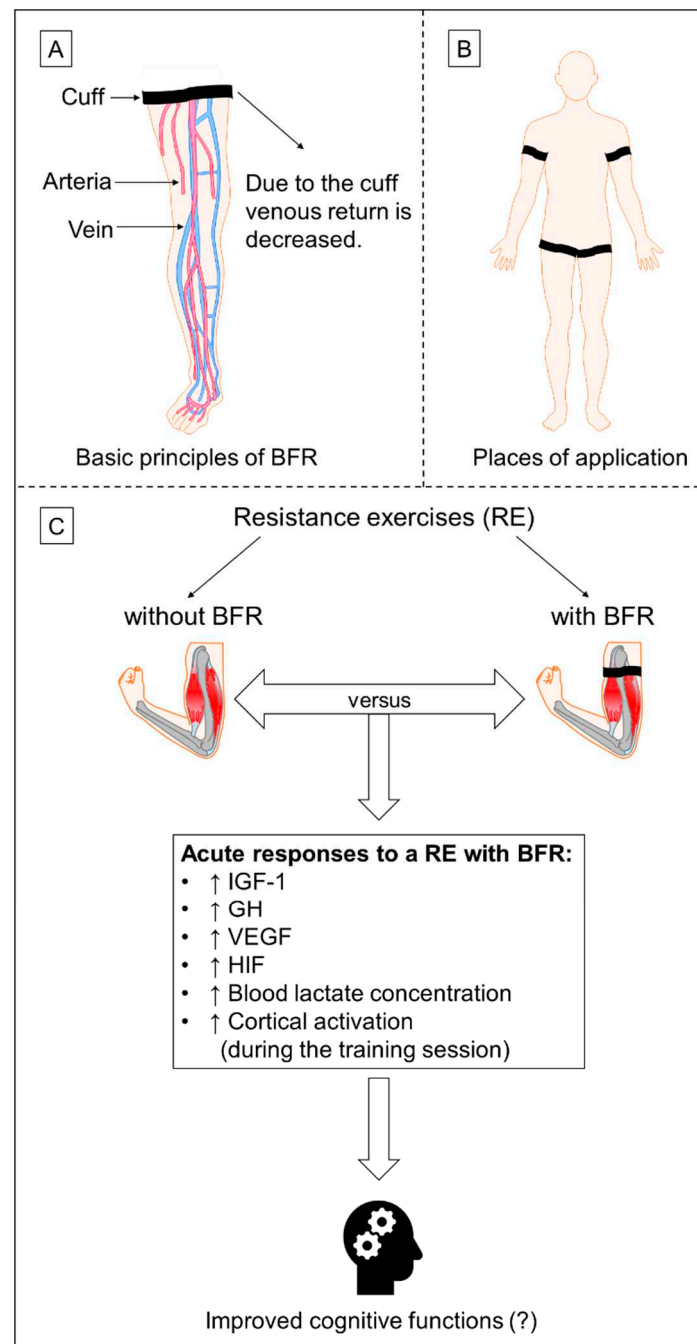 A
Cuff
Arteria
Vein
Due to the cuff
venous return is
decreased.
Basic principles of BFR
B
Places of application
C
Resistance exercises (RE)
without BFR
with BFR
versus
Acute responses to a RE with BFR:
• ↑ IGF-1
• ↑ GH
• ↑ VEGF
• ↑ HIF
• ↑ Blood lactate concentration
• ↑ Cortical activation
(during the training session)
Improved cognitive functions (?)